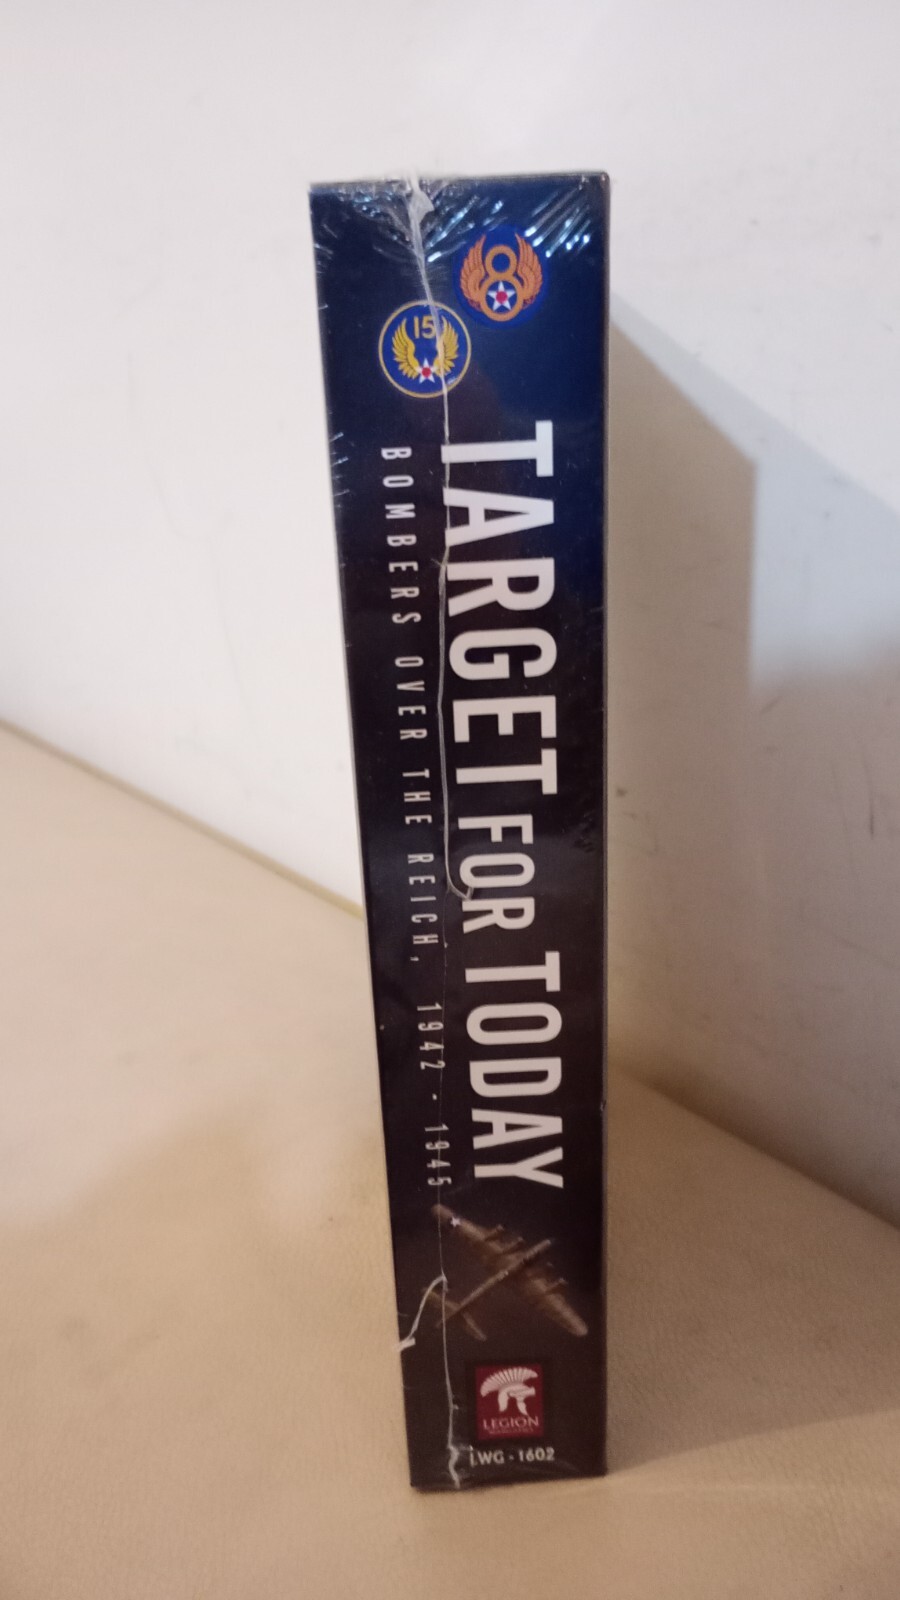 15
TARGET FOR TODAY
BOMBERS OVER THE REICH, 1942 - 1945
LEGION
LWG - 1602